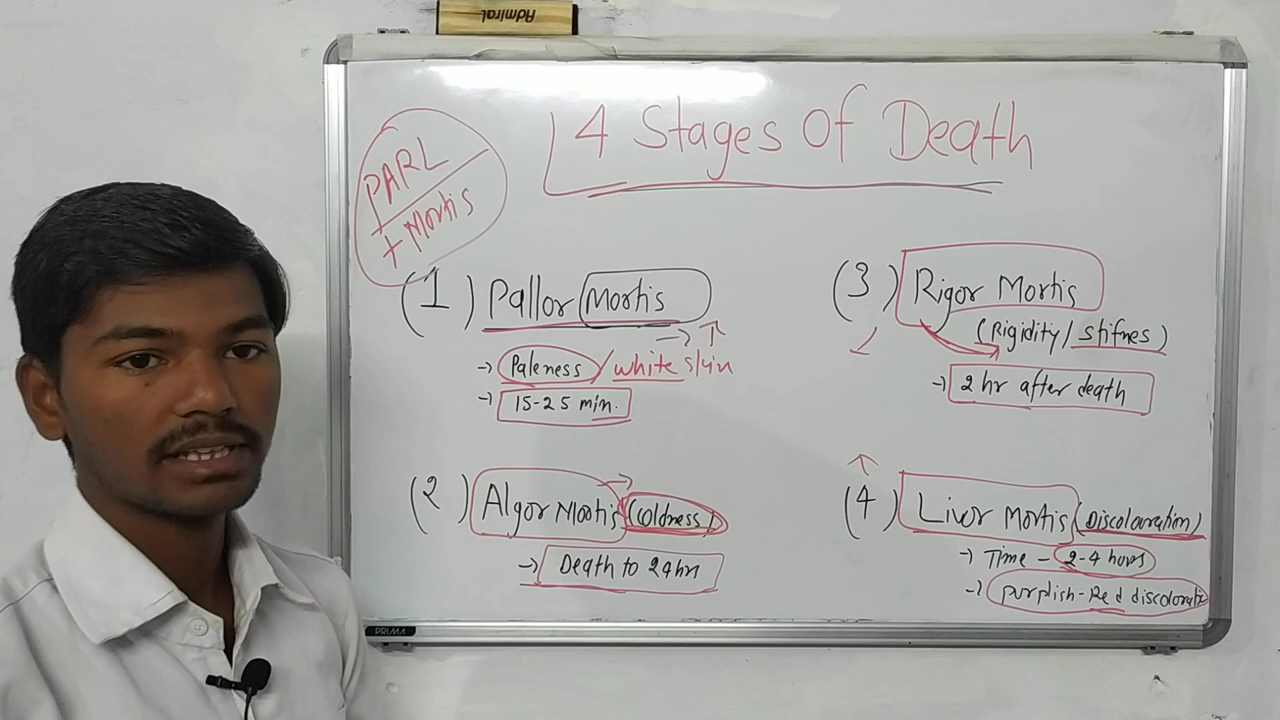 Admiral
4 Stages Of Death
PARL
+ Mortis
(1) Pallor Mortis
→ Paleness / white skin
→ 15-25 min.
(2) Algor Mortis (coldness)
→ Death to 24hr
(3) Rigor Mortis
(Rigidity/stifnes)
→ 2 hr after death
(4) Livor Mortis (Discolouration)
→ Time - 2-4 hours
→ purplish-Red discolorati
PRIMA